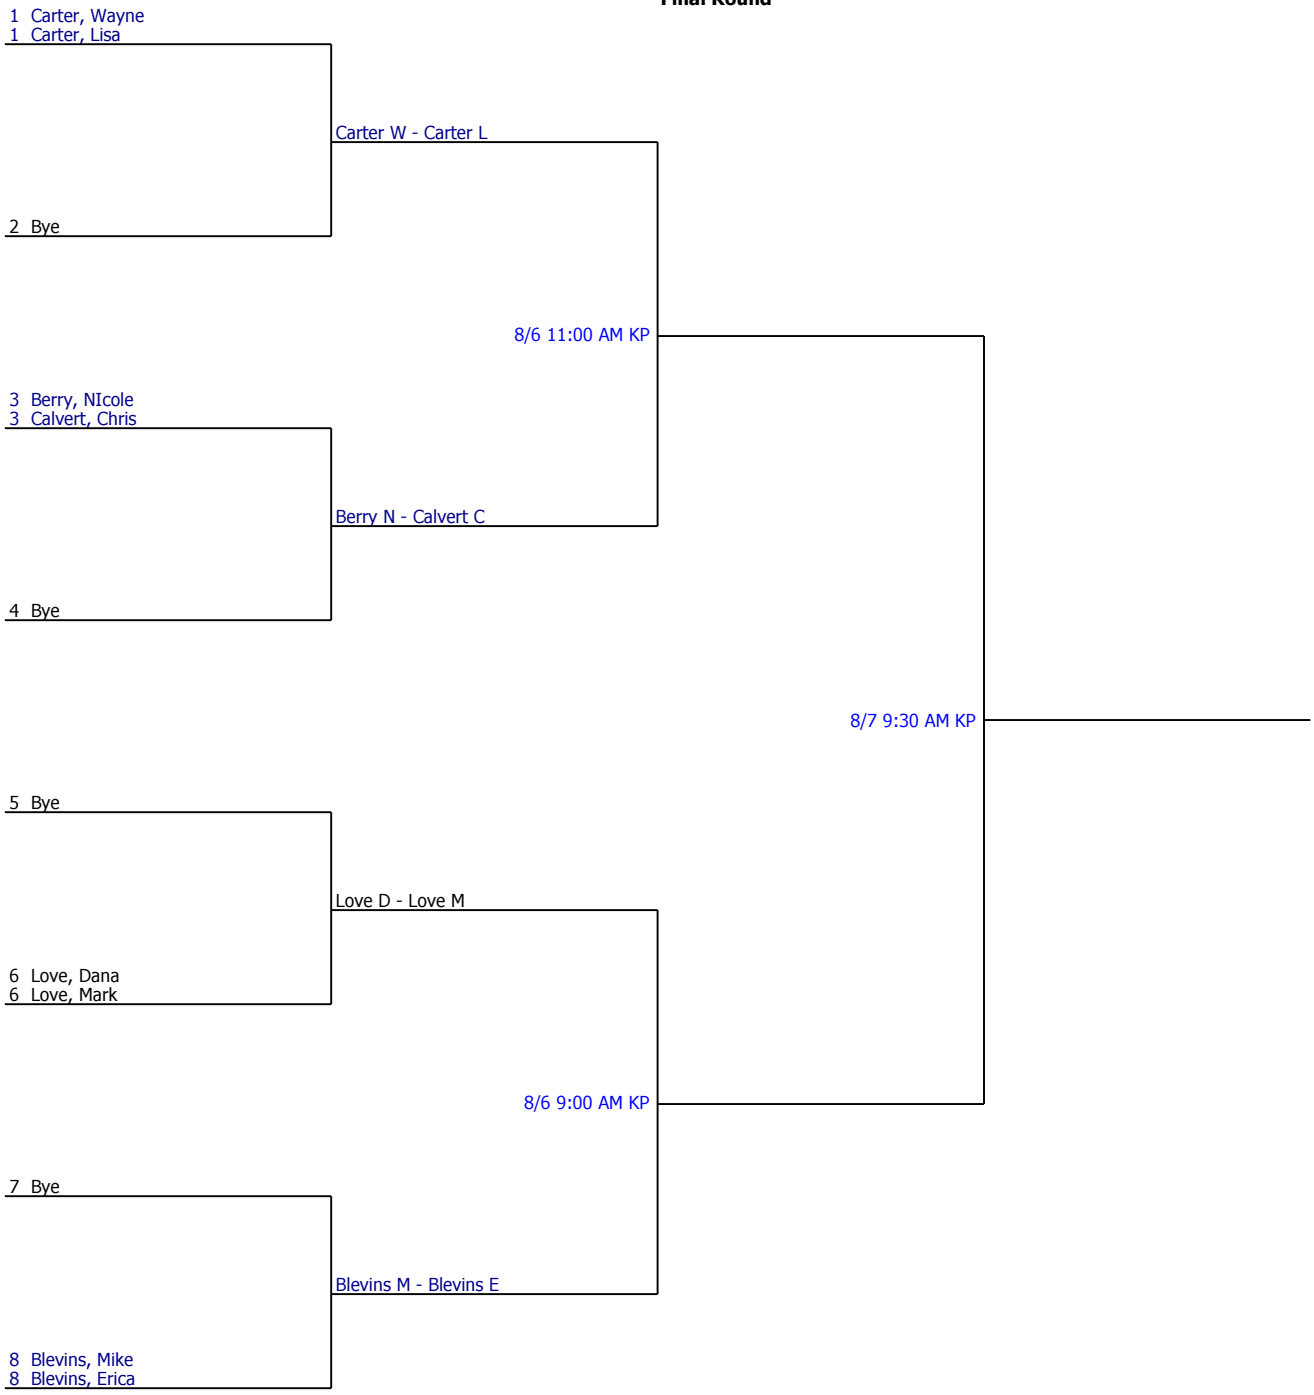 Final Round
1 Carter, Wayne
1 Carter, Lisa
Carter W - Carter L
2 Bye
8/6 11:00 AM KP
3 Berry, NIcole
3 Calvert, Chris
Berry N - Calvert C
4 Bye
8/7 9:30 AM KP
5 Bye
Love D - Love M
6 Love, Dana
6 Love, Mark
8/6 9:00 AM KP
7 Bye
Blevins M - Blevins E
8 Blevins, Mike
8 Blevins, Erica